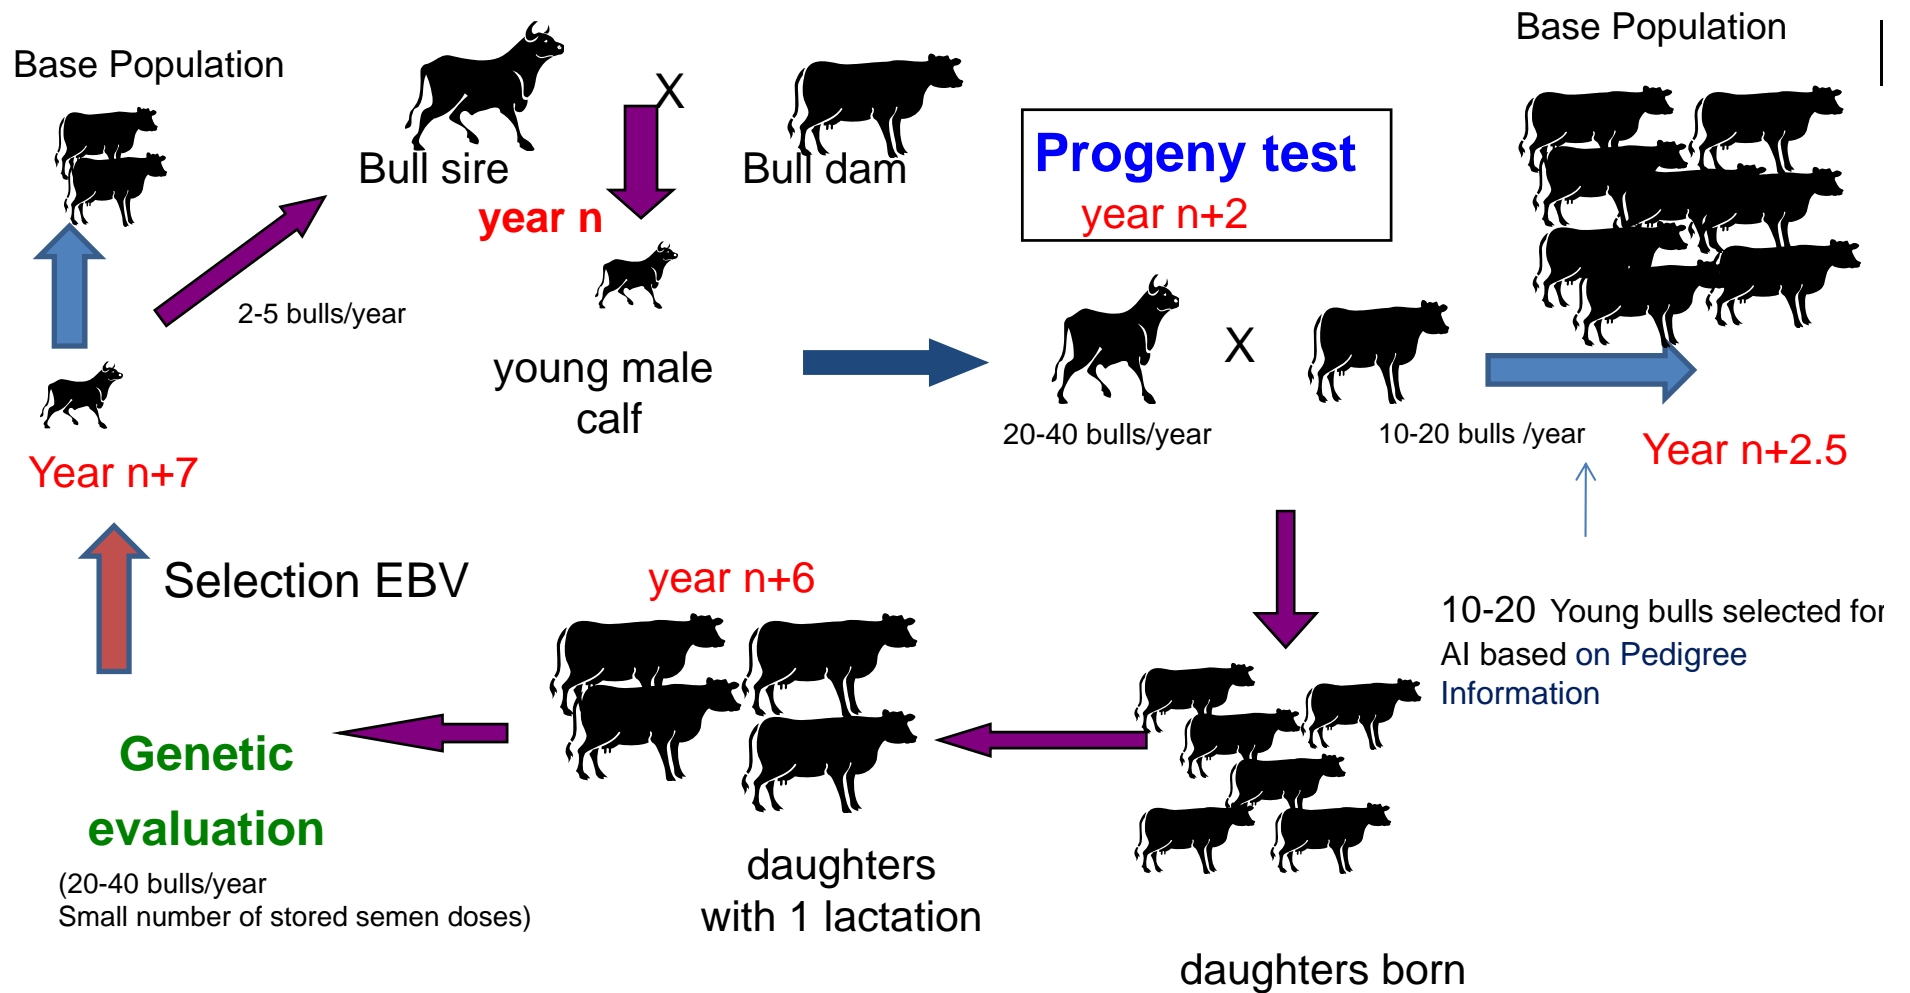 Base Population
X
Bull sire
Bull dam
year n
Progeny test
year n+2
Base Population
2-5 bulls/year
young male
calf
X
20-40 bulls/year
10-20 bulls /year
Year n+2.5
Year n+7
Selection EBV
year n+6
10-20 Young bulls selected for
AI based on Pedigree
Information
Genetic
evaluation
(20-40 bulls/year
Small number of stored semen doses)
daughters
with 1 lactation
daughters born